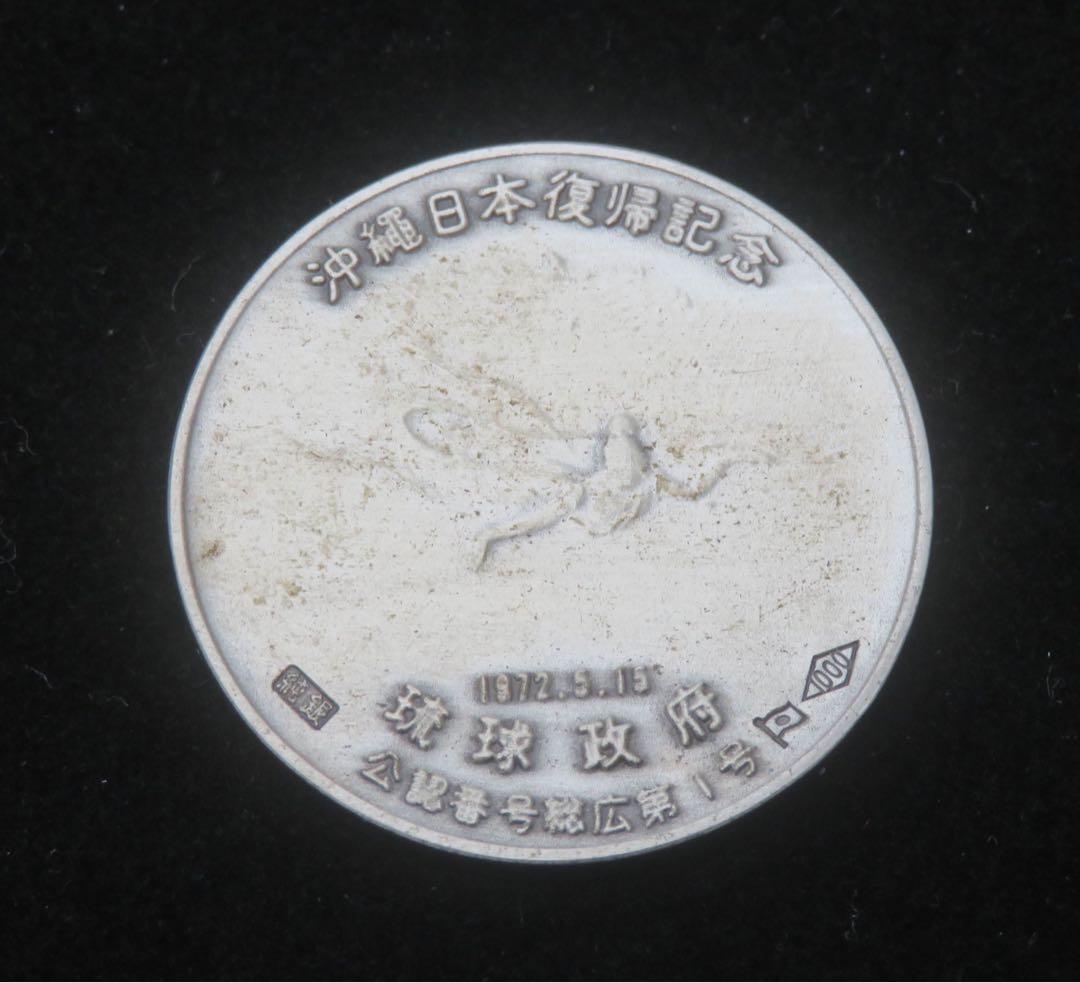 沖繩日本復帰記念
1972.5.15
琉球政府
公認番号総広第1号
純銀
1000